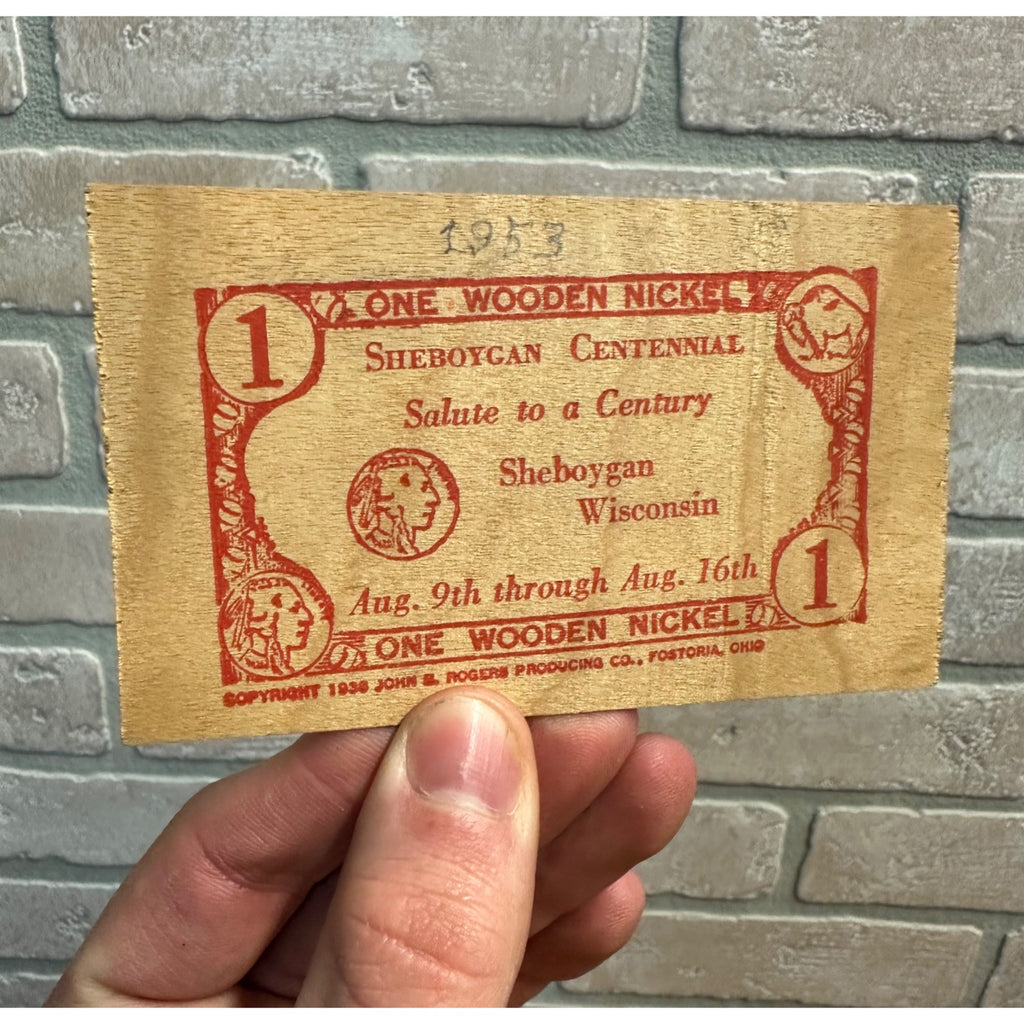 1953
ONE WOODEN NICKEL
1
SHEBOYGAN CENTENNIAL
Salute to a Century
Sheboygan
Wisconsin
Aug. 9th through Aug. 16th
1
ONE WOODEN NICKEL
COPYRIGHT 1936 JOHN B. ROGERS PRODUCING CO., FOSTORIA, OHIO